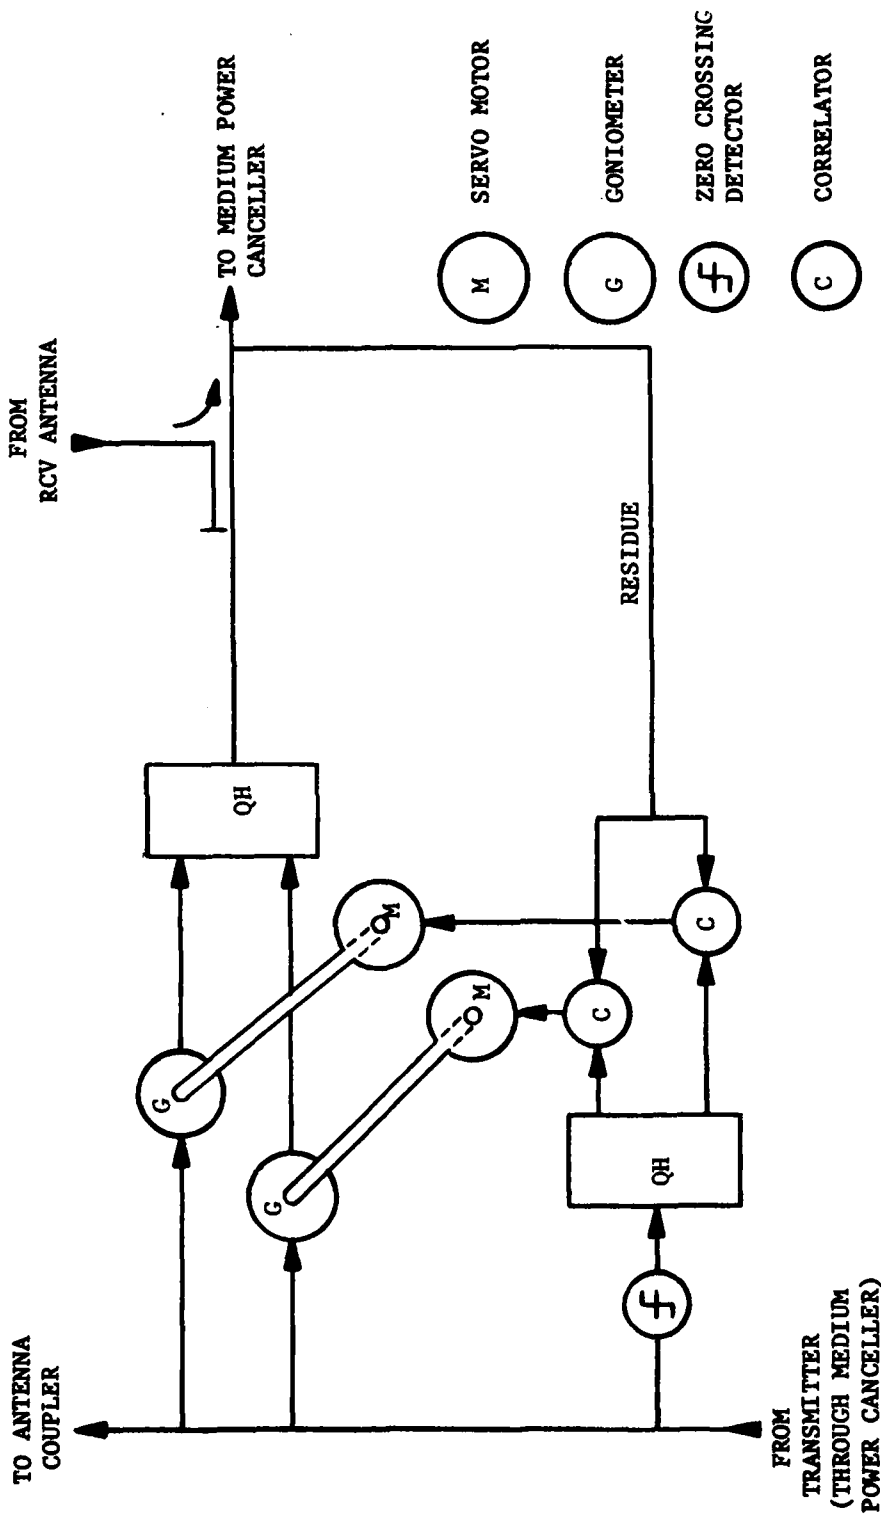 TO ANTENNA
COUPLER
FROM
RCV ANTENNA
TO MEDIUM POWER
CANCELLER
G
G
QH
M
M
C
C
QH
RESIDUE
FROM
TRANSMITTER
(THROUGH MEDIUM
POWER CANCELLER)
M SERVO MOTOR
G GONIOMETER
ZERO CROSSING
DETECTOR
C CORRELATOR